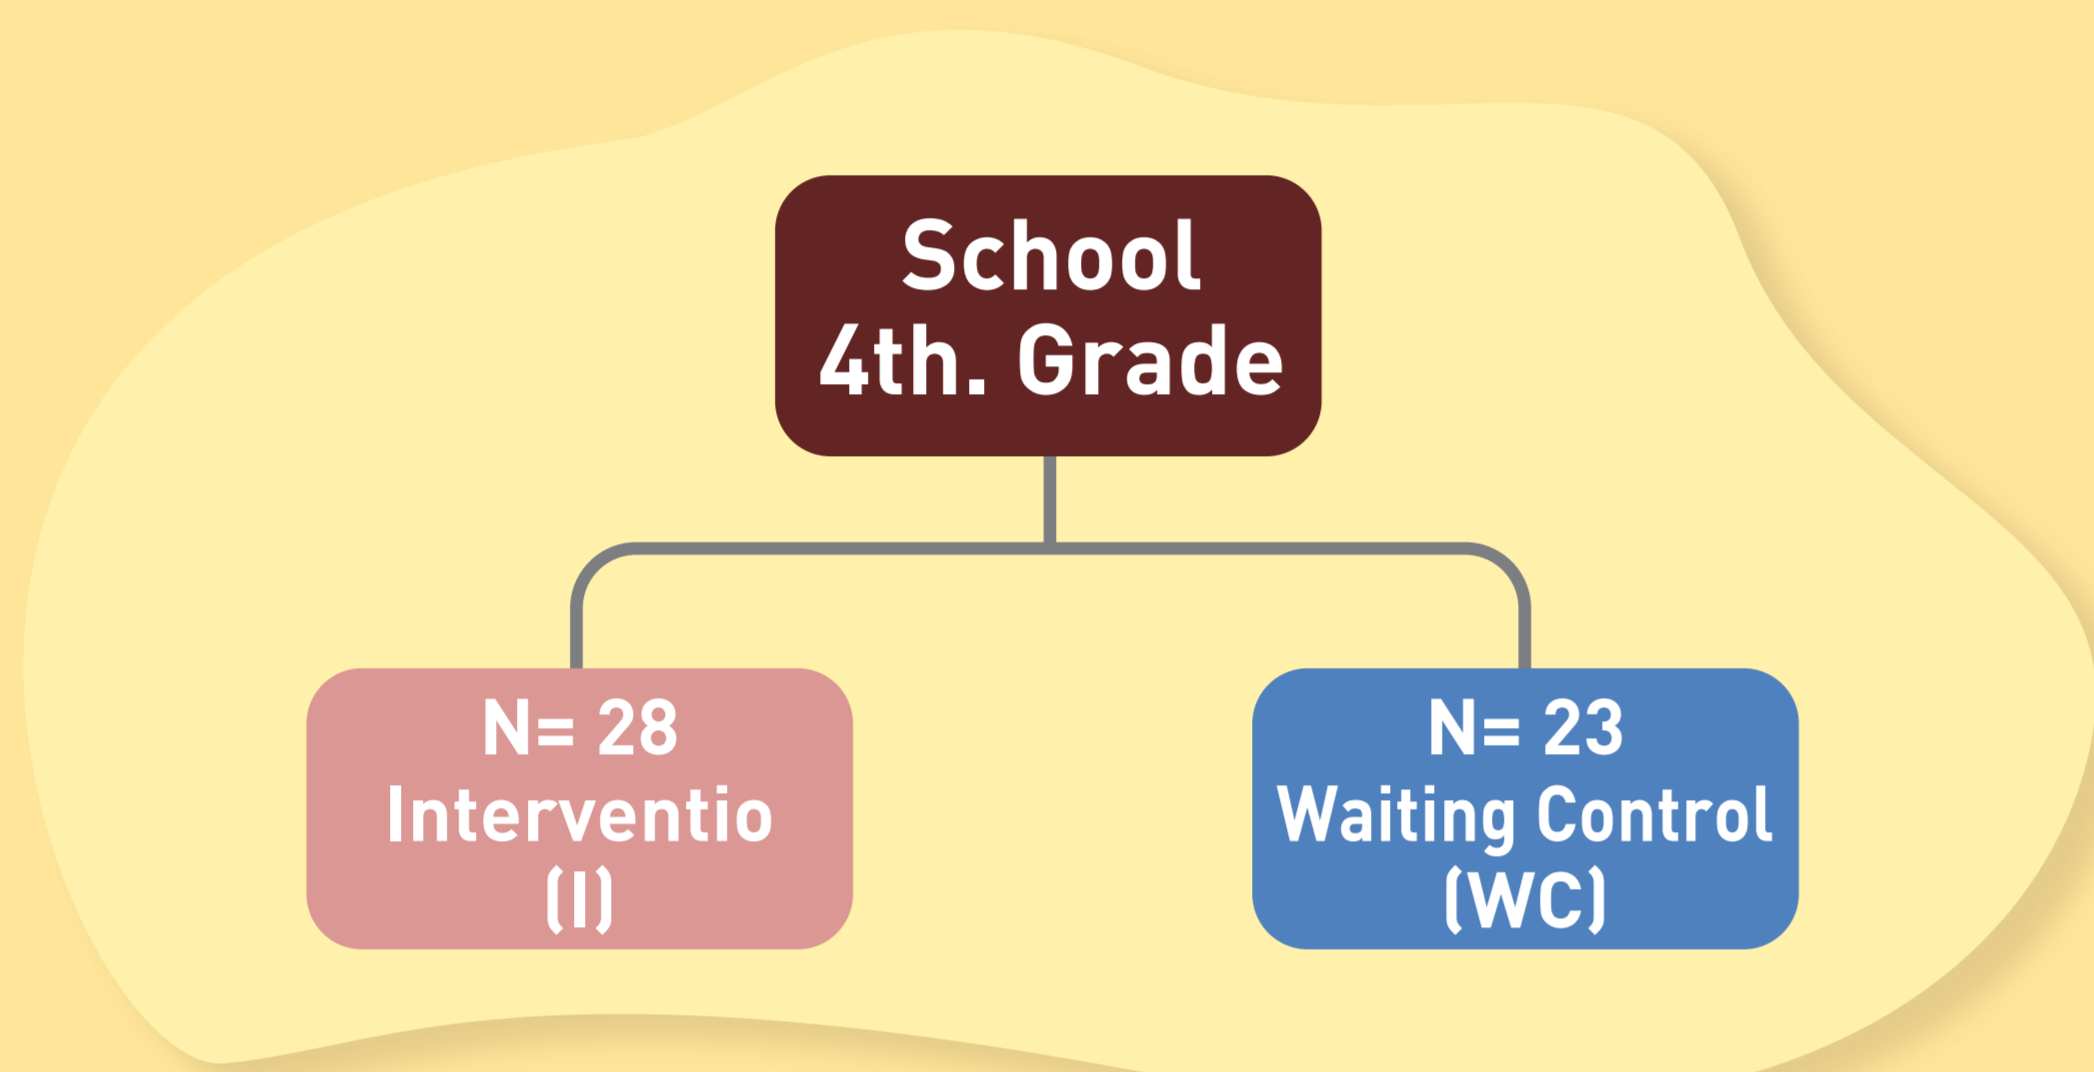 School
4th. Grade
N= 28
Interventio
(I)
N= 23
Waiting Control
(WC)